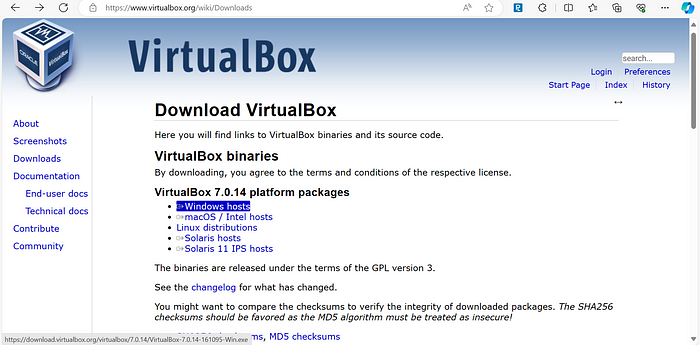 https://www.virtualbox.org/wiki/Downloads
ORACLE
VirtualBox
VirtualBox
search...
Login Preferences
Start Page Index History
About
Screenshots
Downloads
Documentation
End-user docs
Technical docs
Contribute
Community
Download VirtualBox
Here you will find links to VirtualBox binaries and its source code.
VirtualBox binaries
By downloading, you agree to the terms and conditions of the respective license.
VirtualBox 7.0.14 platform packages
Windows hosts
macOS / Intel hosts
Linux distributions
Solaris hosts
Solaris 11 IPS hosts
The binaries are released under the terms of the GPL version 3.
See the changelog for what has changed.
You might want to compare the checksums to verify the integrity of downloaded packages. The SHA256
checksums should be favored as the MD5 algorithm must be treated as insecure!
MD5 checksums
https://download.virtualbox.org/virtualbox/7.0.14/VirtualBox-7.0.14-161095-Win.exe